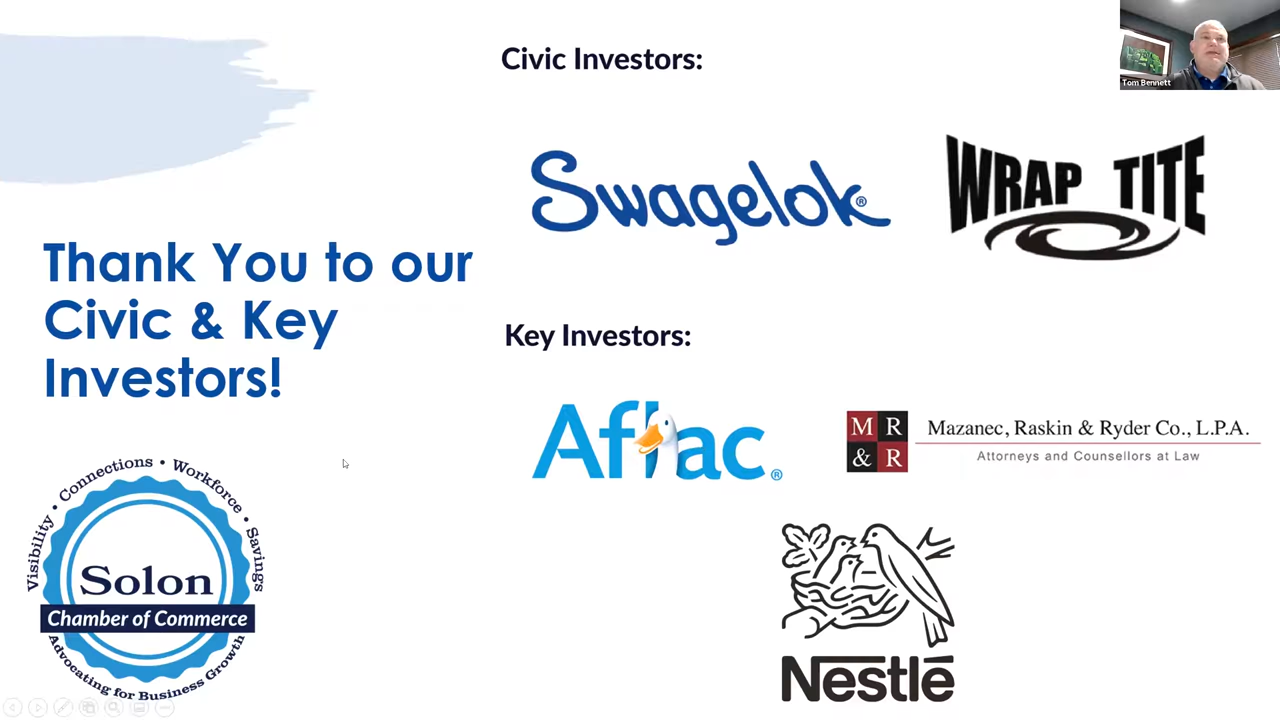 Civic Investors:
Tom Bennett
Swagelok®
WRAP TITE
Thank You to our
Civic & Key
Investors!
Key Investors:
Aflac®
MR
&R
Mazanec, Raskin & Ryder Co., L.P.A.
Attorneys and Counsellors at Law
Visibility • Connections • Workforce • Savings
Solon
Chamber of Commerce
Advocating for Business Growth
Nestlé